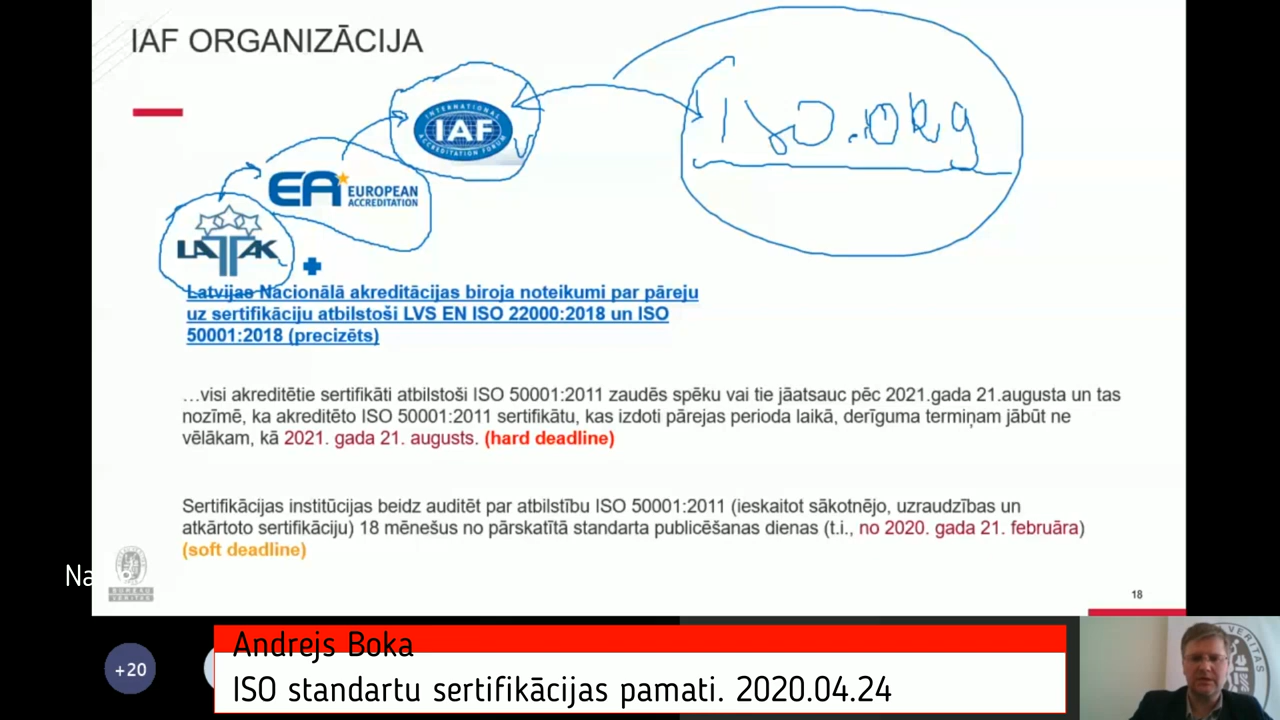 IAF ORGANIZĀCIJA
INTERNATIONAL
IAF
ACCREDITATION FORUM
ISO.org
EA EUROPEAN
ACCREDITATION
LATAK
Latvijas Nacionālā akreditācijas biroja noteikumi par pāreju
uz sertifikāciju atbilstoši LVS EN ISO 22000:2018 un ISO
50001:2018 (precizēts)
…visi akreditētie sertifikāti atbilstoši ISO 50001:2011 zaudēs spēku vai tie jāatsauc pēc 2021.gada 21.augusta un tas
nozīmē, ka akreditēto ISO 50001:2011 sertifikātu, kas izdoti pārejas perioda laikā, derīguma termiņam jābūt ne
vēlākam, kā 2021. gada 21. augusts. (hard deadline)
Sertifikācijas institūcijas beidz auditēt par atbilstību ISO 50001:2011 (ieskaitot sākotnējo, uzraudzības un
atkārtoto sertifikāciju) 18 mēnešus no pārskatītā standarta publicēšanas dienas (t.i., no 2020. gada 21. februāra)
(soft deadline)
Na
BUREAU
VERITAS
18
+20
Andrejs Boka
ISO standartu sertifikācijas pamati. 2020.04.24
VERITAS